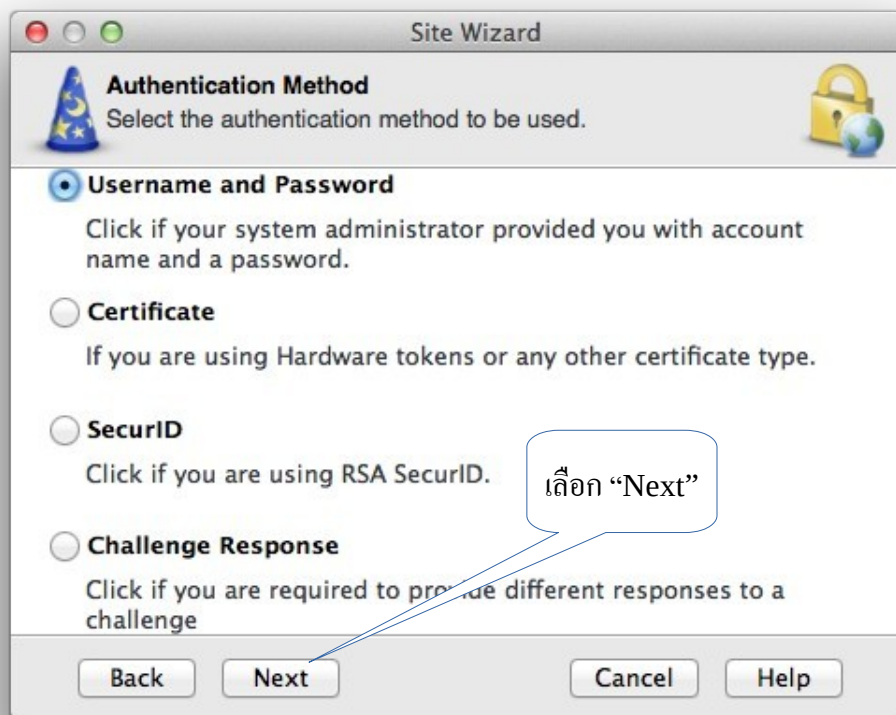 Site Wizard
Authentication Method
Select the authentication method to be used.
Username and Password
Click if your system administrator provided you with account
name and a password.
Certificate
If you are using Hardware tokens or any other certificate type.
SecurID
Click if you are using RSA SecurID.
เลือก “Next”
Challenge Response
Click if you are required to provide different responses to a
challenge
Back Next Cancel Help